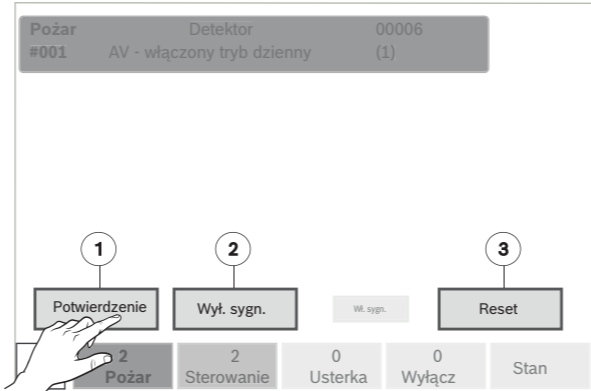 Pożar Detektor 00006
#001 AV - włączony tryb dzienny (1)
1 2 3
Potwierdzenie Wył. sygn. Wł. sygn. Reset
2 2 0 0
Pożar Sterowanie Usterka Wyłącz Stan